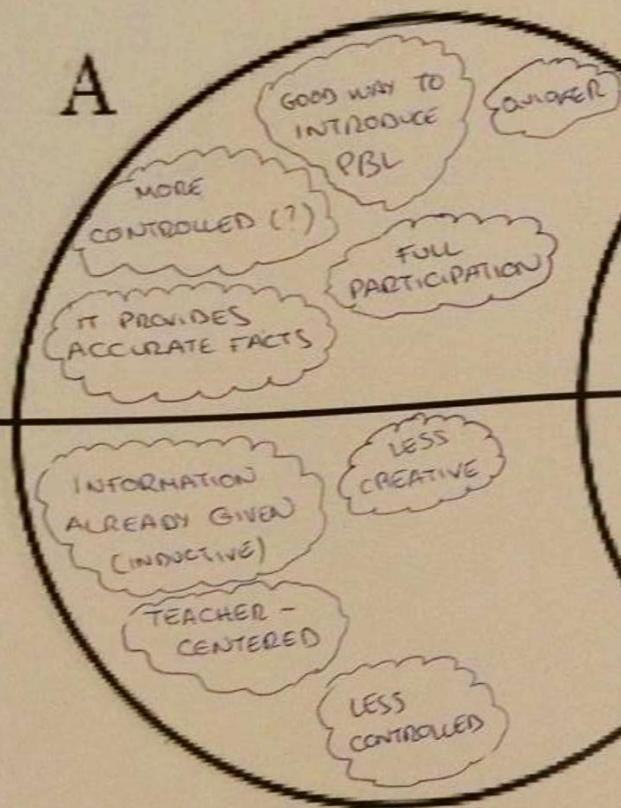 A
GOOD WAY TO
INTRODUCE
PBL
QUICKER
MORE
CONTROLLED (?)
FULL
PARTICIPATION
IT PROVIDES
ACCURATE FACTS
INFORMATION
ALREADY GIVEN
(INDUCTIVE)
LESS
CREATIVE
TEACHER -
CENTERED
LESS
CONTROLLED